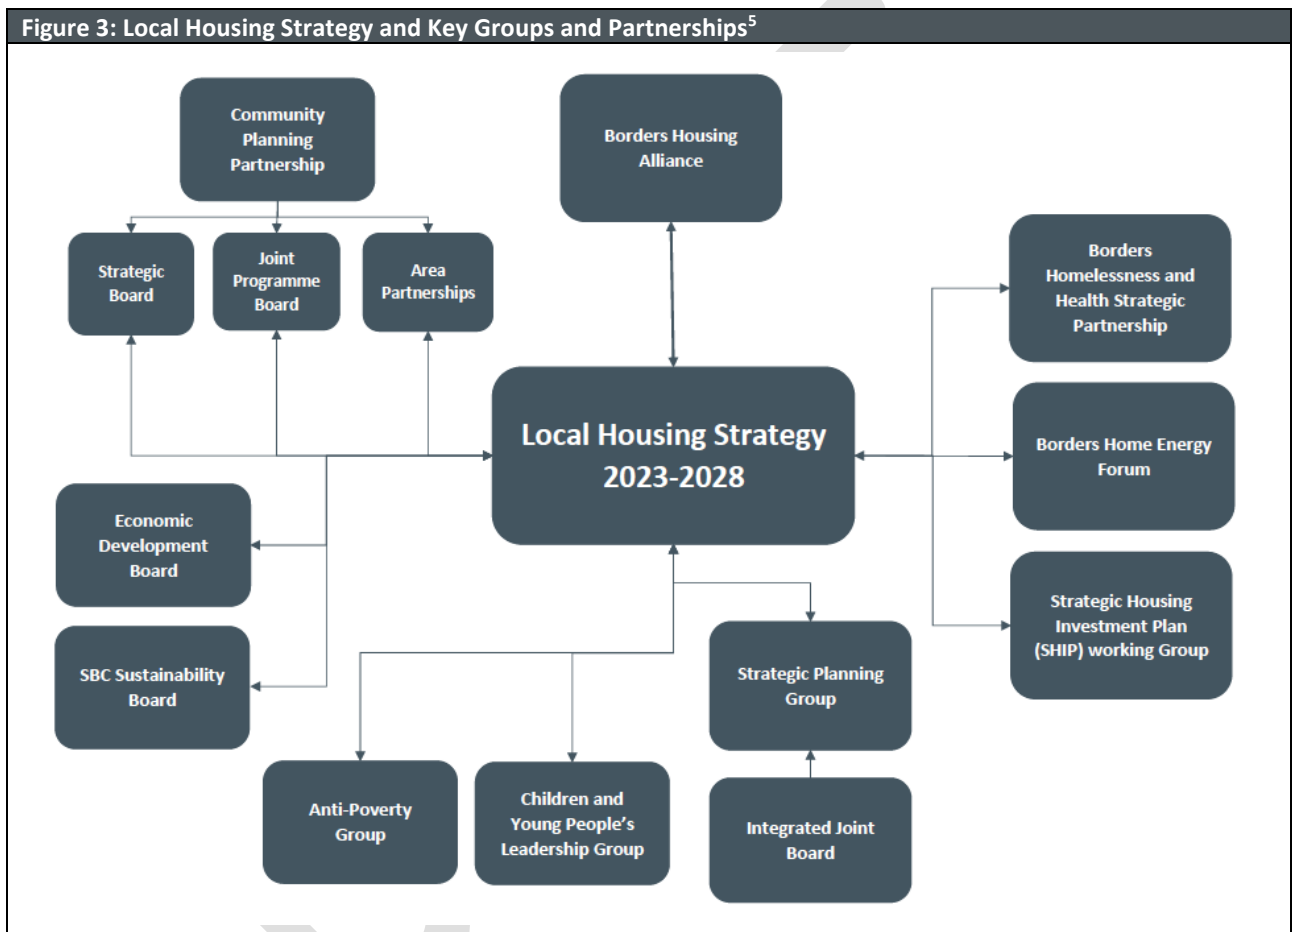 Figure 3: Local Housing Strategy and Key Groups and Partnerships5
Community
Planning
Partnership
Borders Housing
Alliance
Strategic
Board
Joint
Programme
Board
Area
Partnerships
Borders
Homelessness and
Health Strategic
Partnership
Local Housing Strategy
2023-2028
Borders Home Energy
Forum
Economic
Development
Board
SBC Sustainability
Board
Strategic Housing
Investment Plan
(SHIP) working Group
Strategic Planning
Group
Anti-Poverty
Group
Children and
Young People’s
Leadership Group
Integrated Joint
Board